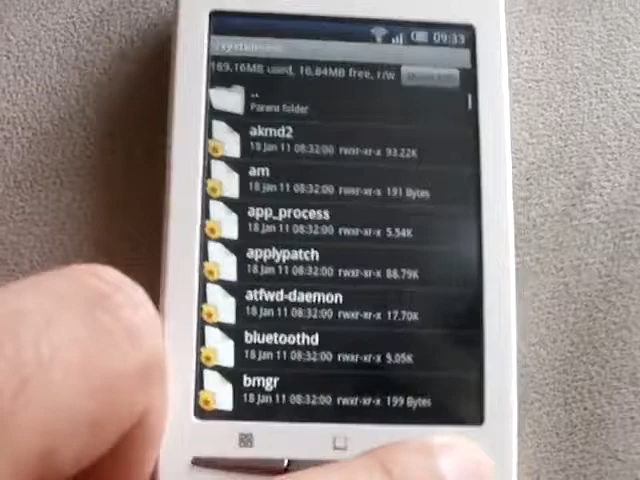 09:33
169.16MB used, 16.84MB free, r/w
..
Parent folder
akmd2
18 Jan 11 08:32:00 rwxr-xr-x 93.22K
am
18 Jan 11 08:32:00 rwxr-xr-x 191 Bytes
app_process
18 Jan 11 08:32:00 rwxr-xr-x 5.54K
applypatch
18 Jan 11 08:32:00 rwxr-xr-x 88.79K
atfwd-daemon
18 Jan 11 08:32:00 rwxr-xr-x 17.70K
bluetoothd
18 Jan 11 08:32:00 rwxr-xr-x 9.05K
bmgr
18 Jan 11 08:32:00 rwxr-xr-x 199 Bytes